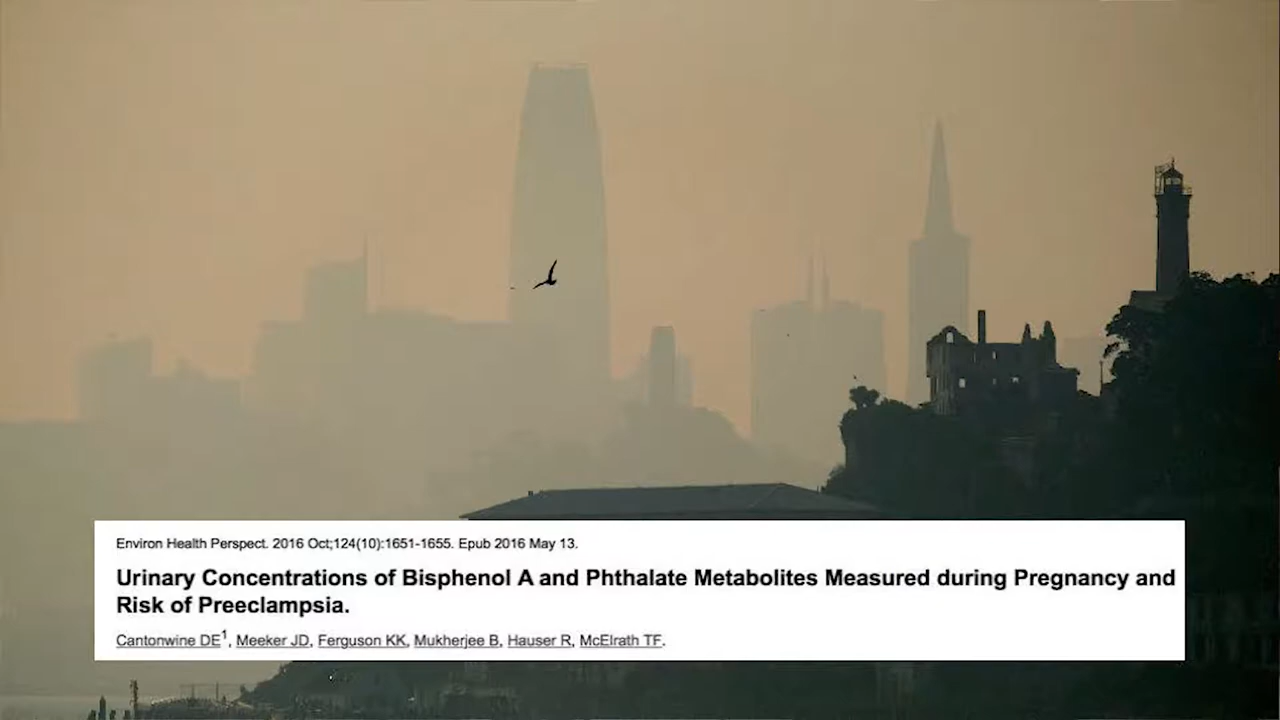 Environ Health Perspect. 2016 Oct;124(10):1651-1655. Epub 2016 May 13.
Urinary Concentrations of Bisphenol A and Phthalate Metabolites Measured during Pregnancy and
Risk of Preeclampsia.
Cantonwine DE1, Meeker JD, Ferguson KK, Mukherjee B, Hauser R, McElrath TF.